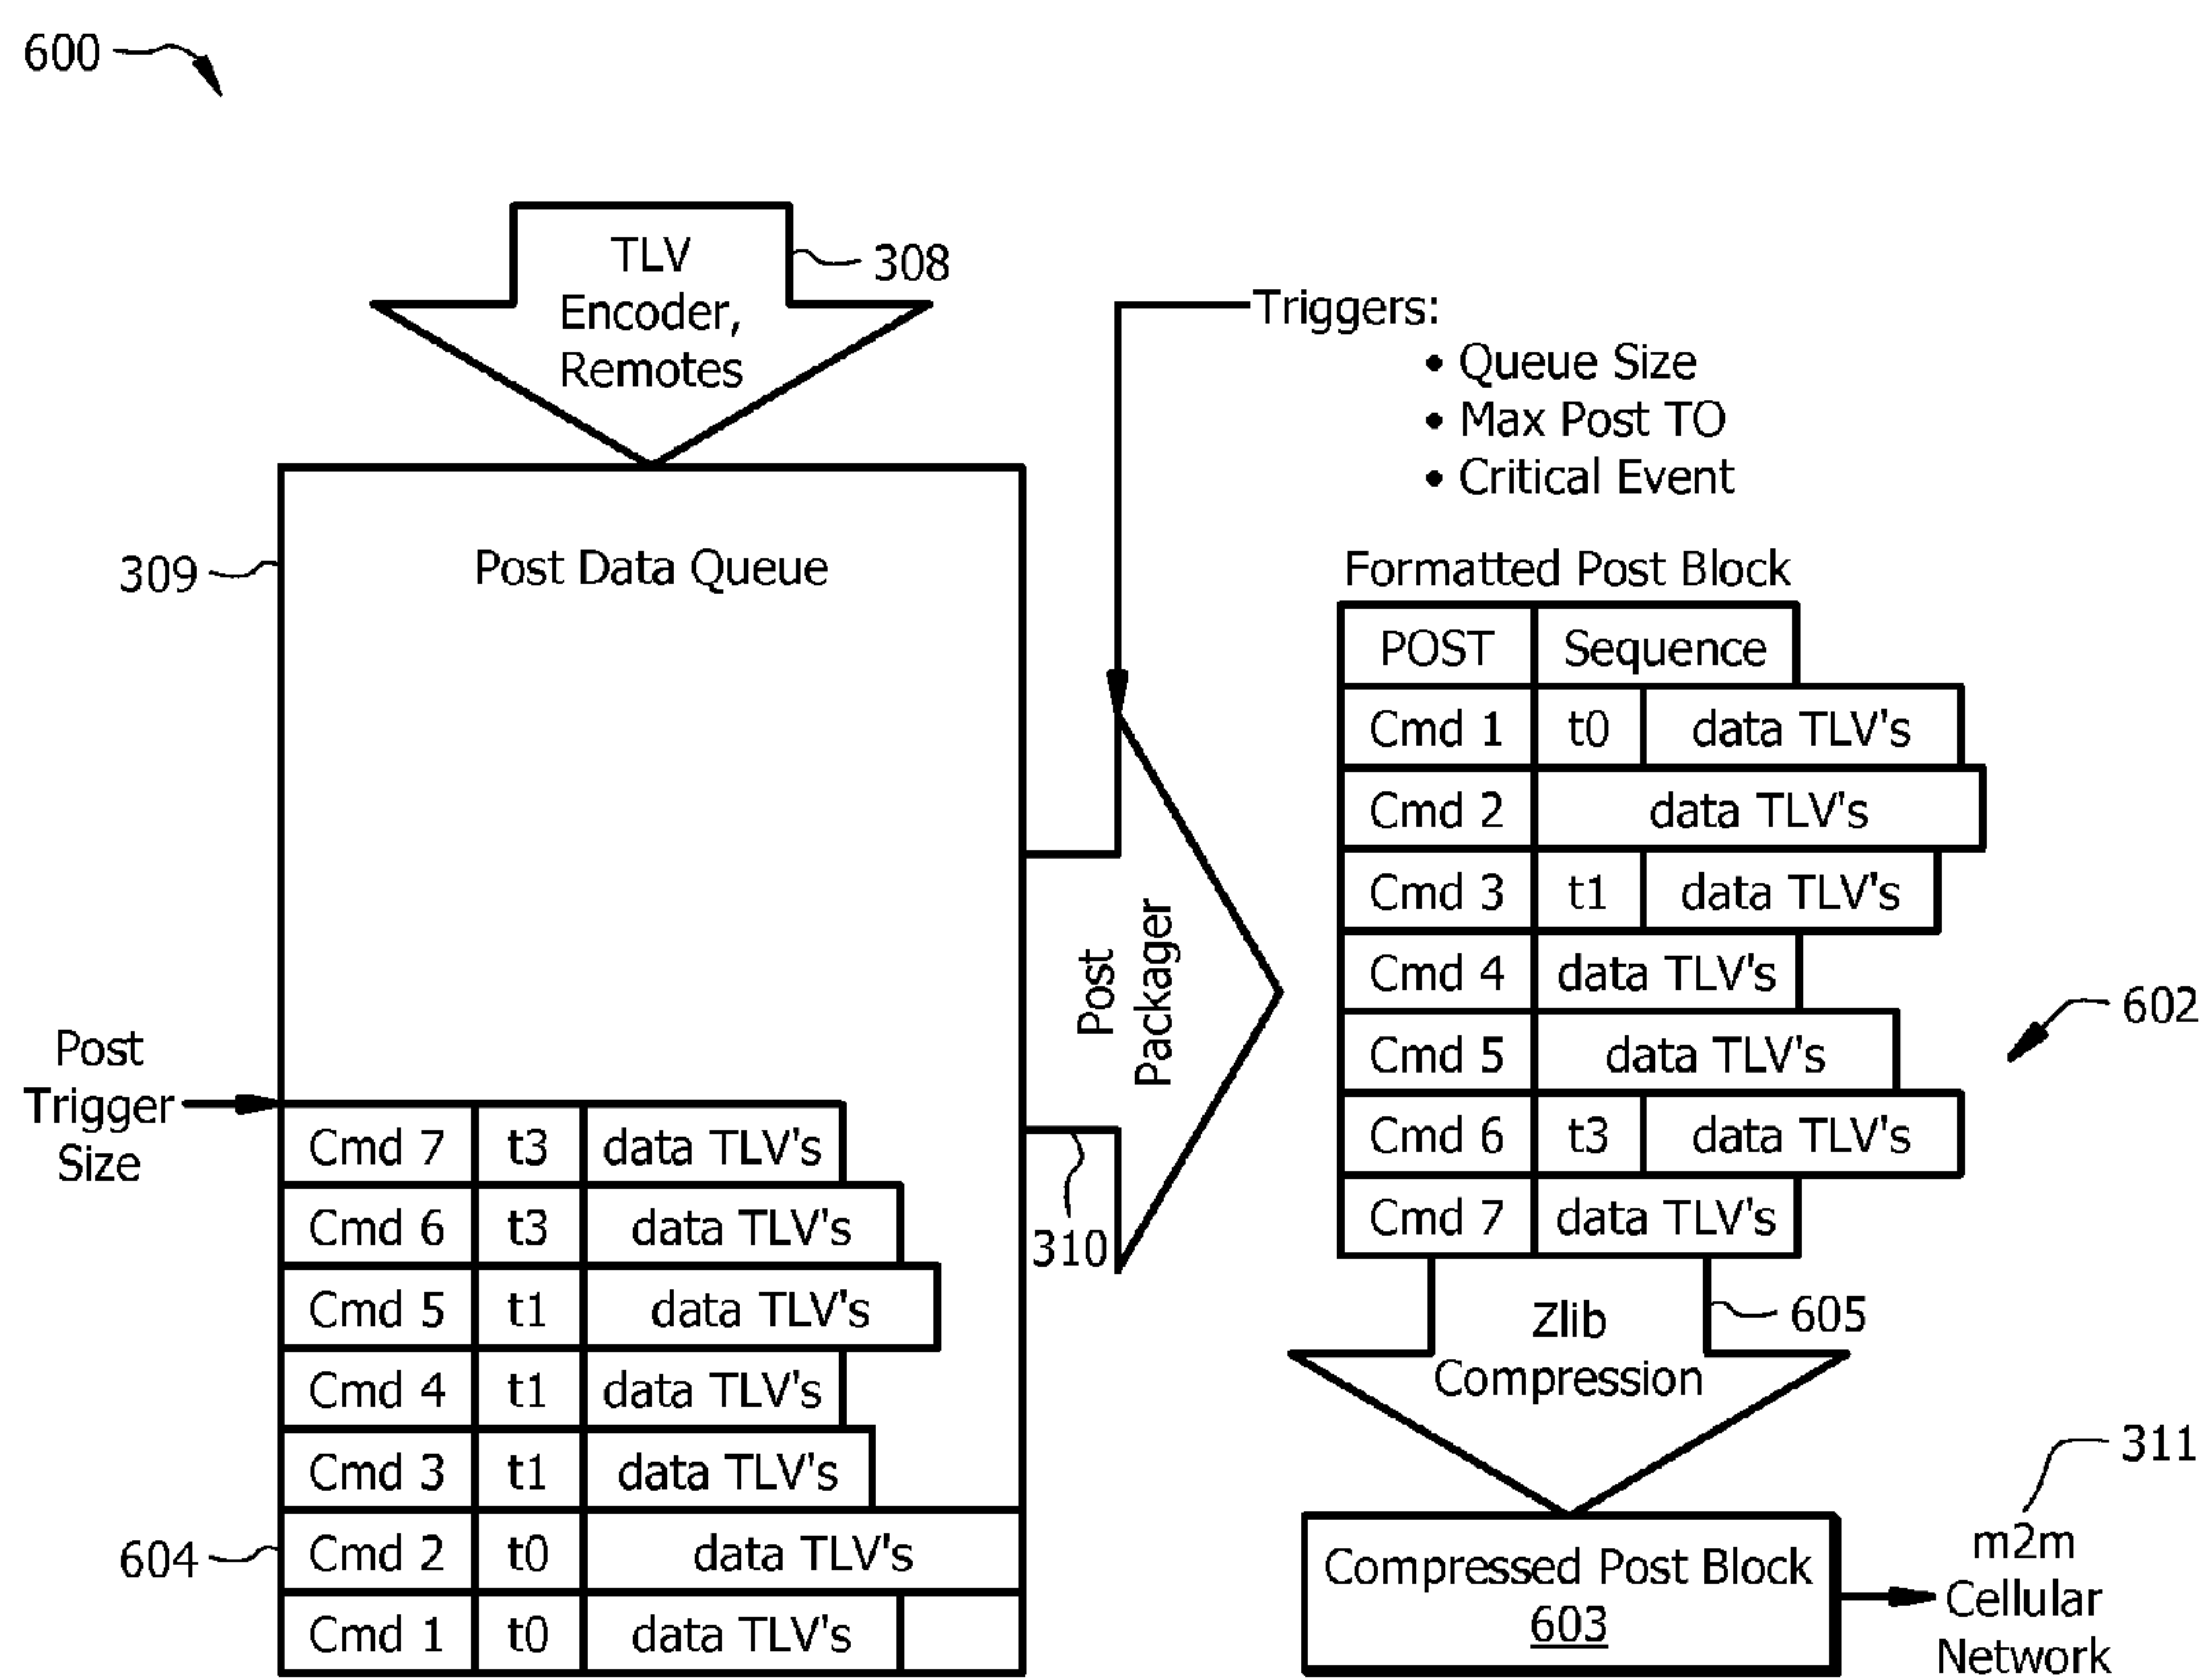 600
TLV
Encoder,
Remotes
308
Triggers:
• Queue Size
• Max Post TO
• Critical Event
309
Post Data Queue
Post
Trigger
Size
Cmd 7 t3 data TLV's
Cmd 6 t3 data TLV's
Cmd 5 t1 data TLV's
Cmd 4 t1 data TLV's
Cmd 3 t1 data TLV's
604
Cmd 2 t0 data TLV's
Cmd 1 t0 data TLV's
Post
Packager
310
Formatted Post Block
POST Sequence
Cmd 1 t0 data TLV's
Cmd 2 data TLV's
Cmd 3 t1 data TLV's
Cmd 4 data TLV's
Cmd 5 data TLV's
Cmd 6 t3 data TLV's
Cmd 7 data TLV's
602
Zlib
Compression
605
Compressed Post Block
603
311
m2m
Cellular
Network